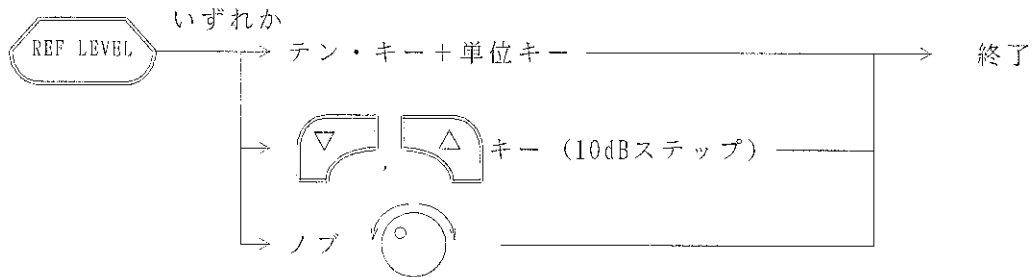 いずれか
REF LEVEL テン・キー+単位キー 終了
▽ , △ キー (10dBステップ)
ノブ